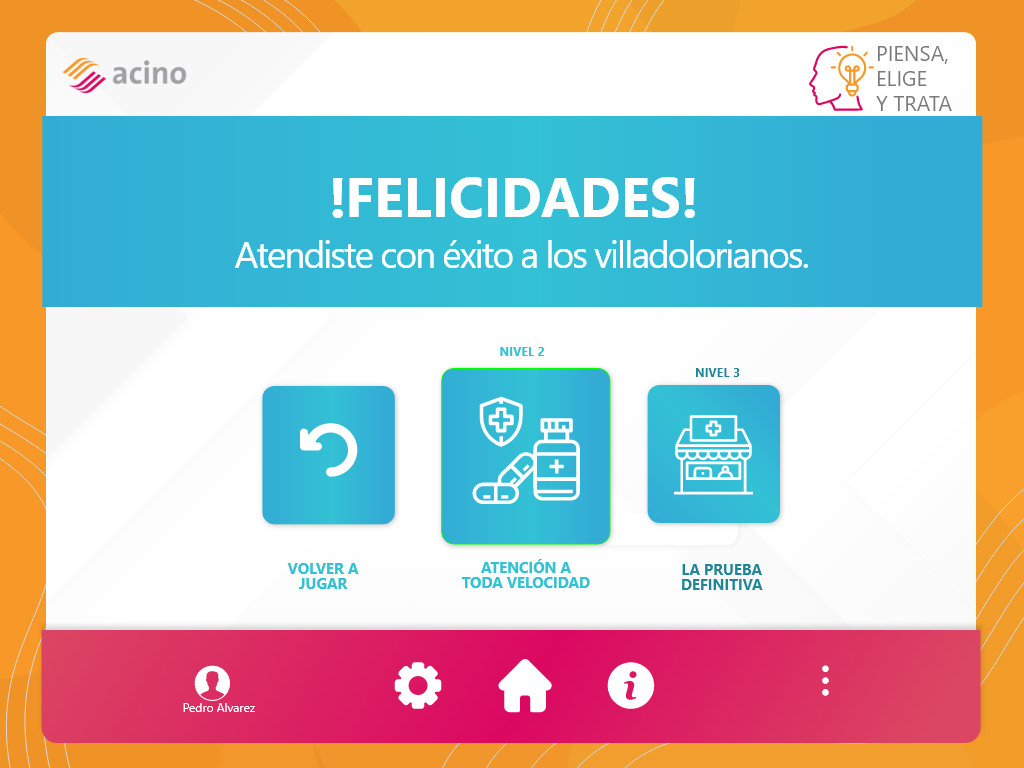 acino
PIENSA,
ELIGE
Y TRATA
!FELICIDADES!
Atendiste con éxito a los villadolorianos.
NIVEL 2
NIVEL 3
VOLVER A
JUGAR
ATENCIÓN A
TODA VELOCIDAD
LA PRUEBA
DEFINITIVA
Pedro Alvarez